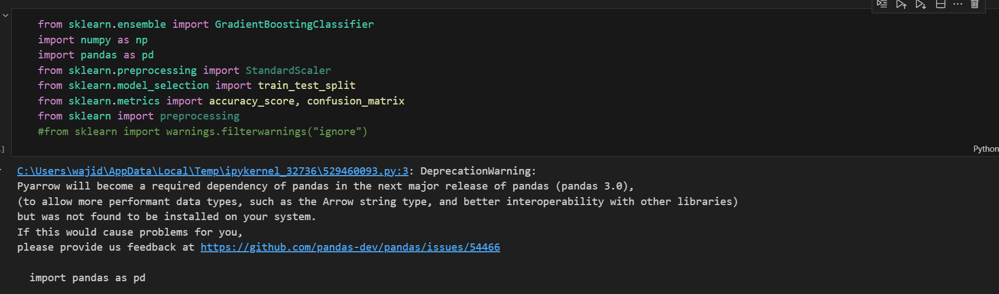 from sklearn.ensemble import GradientBoostingClassifier
import numpy as np
import pandas as pd
from sklearn.preprocessing import StandardScaler
from sklearn.model_selection import train_test_split
from sklearn.metrics import accuracy_score, confusion_matrix
from sklearn import preprocessing
#from sklearn import warnings.filterwarnings("ignore")
]
Python
C:\Users\wajid\AppData\Local\Temp\ipykernel_32736\529460093.py:3: DeprecationWarning:
Pyarrow will become a required dependency of pandas in the next major release of pandas (pandas 3.0),
(to allow more performant data types, such as the Arrow string type, and better interoperability with other libraries)
but was not found to be installed on your system.
If this would cause problems for you,
please provide us feedback at https://github.com/pandas-dev/pandas/issues/54466
import pandas as pd